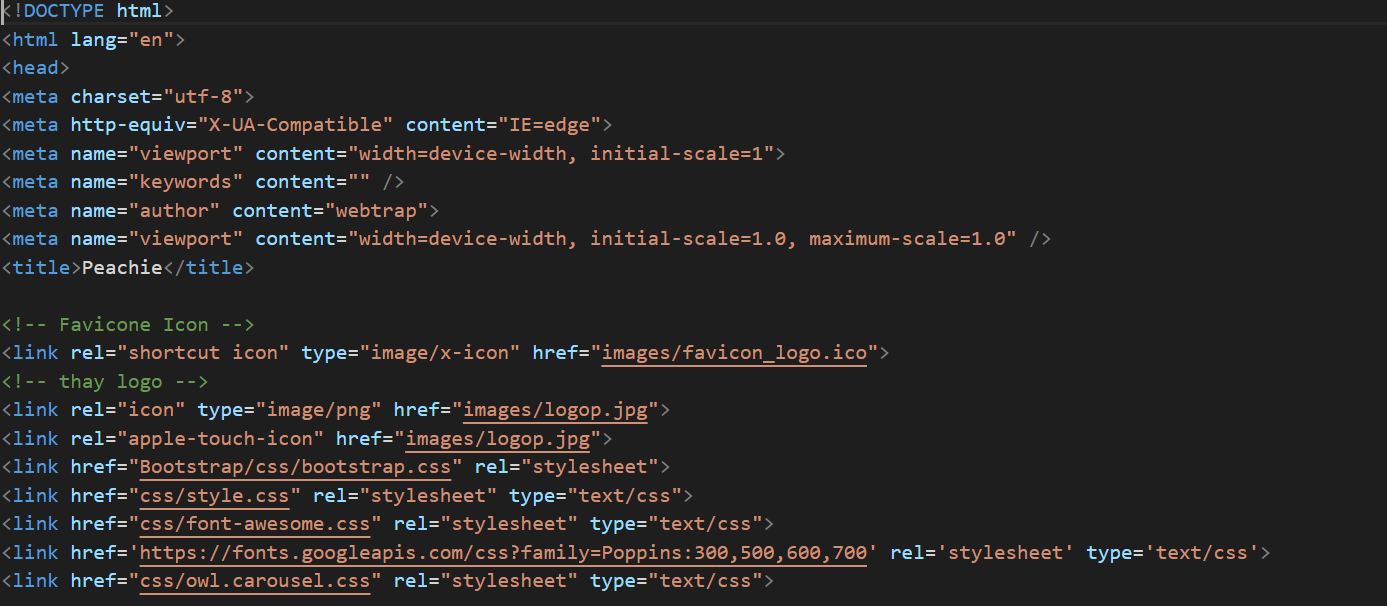 <!DOCTYPE html>
<html lang="en">
<head>
<meta charset="utf-8">
<meta http-equiv="X-UA-Compatible" content="IE=edge">
<meta name="viewport" content="width=device-width, initial-scale=1">
<meta name="keywords" content="" />
<meta name="author" content="webtrap">
<meta name="viewport" content="width=device-width, initial-scale=1.0, maximum-scale=1.0" />
<title>Peachie</title>
<!-- Favicone Icon -->
<link rel="shortcut icon" type="image/x-icon" href="images/favicon_logo.ico">
<!-- thay logo -->
<link rel="icon" type="image/png" href="images/logop.jpg">
<link rel="apple-touch-icon" href="images/logop.jpg">
<link href="Bootstrap/css/bootstrap.css" rel="stylesheet">
<link href="css/style.css" rel="stylesheet" type="text/css">
<link href="css/font-awesome.css" rel="stylesheet" type="text/css">
<link href='https://fonts.googleapis.com/css?family=Poppins:300,500,600,700' rel='stylesheet' type='text/css'>
<link href="css/owl.carousel.css" rel="stylesheet" type="text/css">